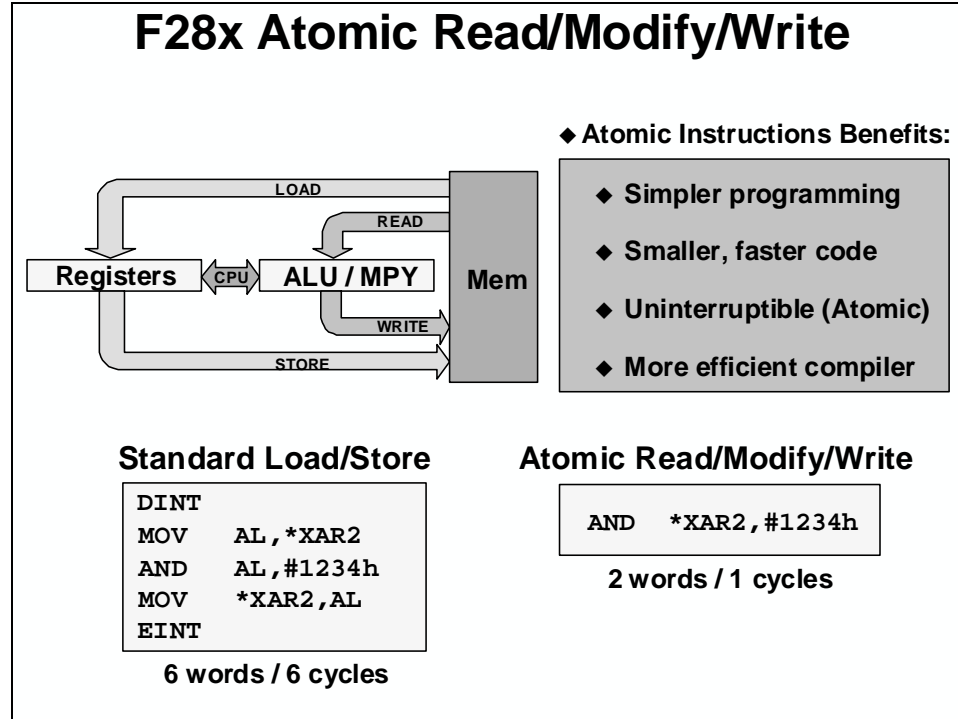 F28x Atomic Read/Modify/Write
LOAD
READ
Registers
CPU
ALU / MPY
Mem
WRITE
STORE
◆ Atomic Instructions Benefits:
◆ Simpler programming
◆ Smaller, faster code
◆ Uninterruptible (Atomic)
◆ More efficient compiler
Standard Load/Store
DINT
MOV AL,*XAR2
AND AL,#1234h
MOV *XAR2,AL
EINT
6 words / 6 cycles
Atomic Read/Modify/Write
AND *XAR2,#1234h
2 words / 1 cycles